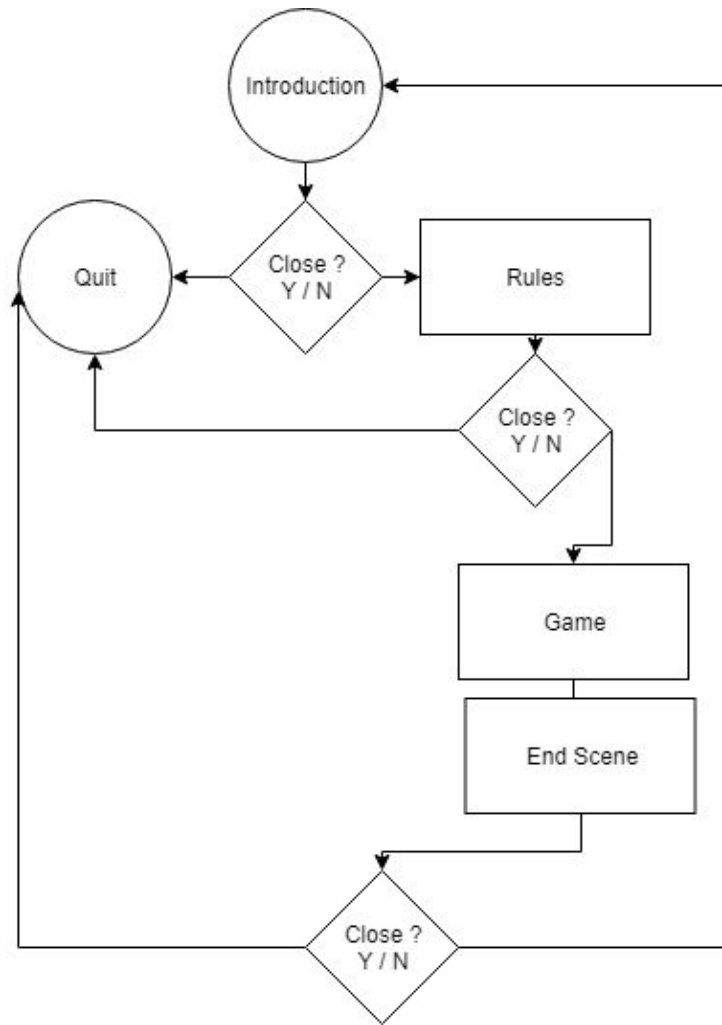 Introduction
Quit
Close ?
Y / N
Rules
Close ?
Y / N
Game
End Scene
Close ?
Y / N